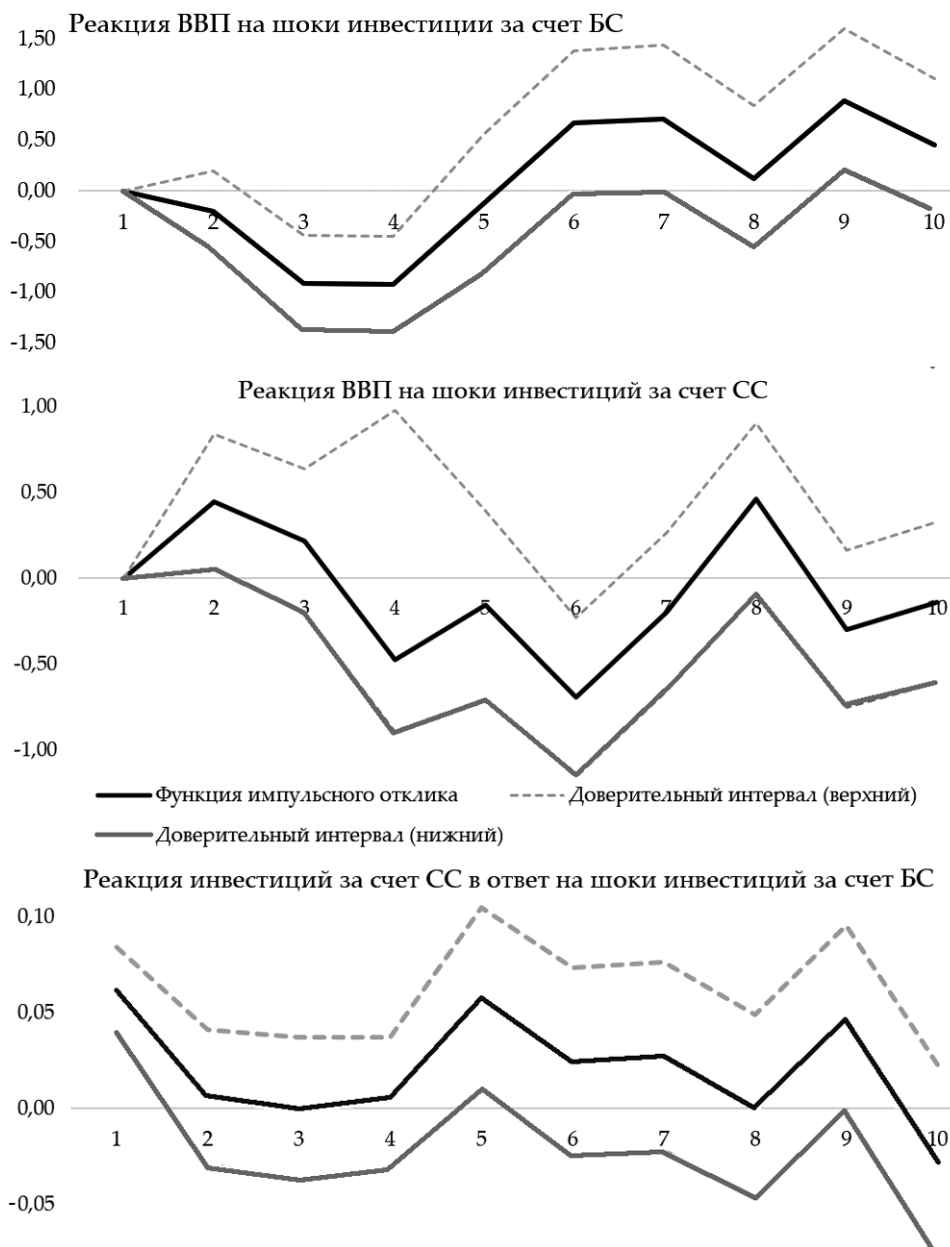 Реакция ВВП на шоки инвестиции за счет БС
1,50
1,00
0,50
0,00
-0,50
-1,00
-1,50
1 2 3 4 5 6 7 8 9 10
Реакция ВВП на шоки инвестиций за счет СС
1,00
0,50
0,00
-0,50
-1,00
1 2 3 4 5 6 7 8 9 10
Функция импульсного отклика
Доверительный интервал (верхний)
Доверительный интервал (нижний)
Реакция инвестиций за счет СС в ответ на шоки инвестиций за счет БС
0,10
0,05
0,00
-0,05
1 2 3 4 5 6 7 8 9 10